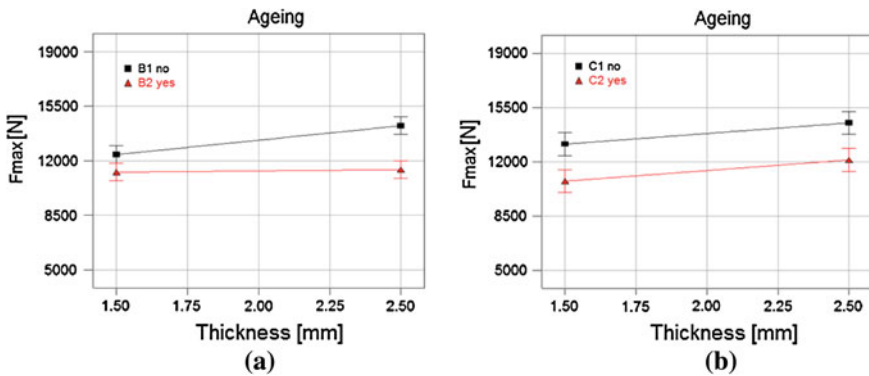 Ageing
19000
15500
12000
8500
5000
Fmax [N]
B1 no
B2 yes
1.50 1.75 2.00 2.25 2.50
Thickness [mm]
(a)
Ageing
19000
15500
12000
8500
5000
Fmax [N]
C1 no
C2 yes
1.50 1.75 2.00 2.25 2.50
Thickness [mm]
(b)